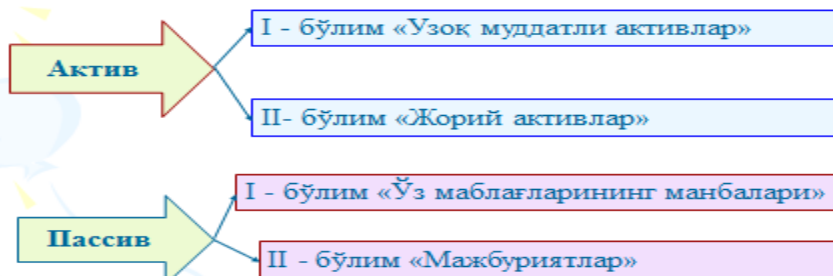 Актив
I - бўлим «Узоқ муддатли активлар»
II- бўлим «Жорий активлар»
Пассив
I - бўлим «Ўз маблағларининг манбалари»
II - бўлим «Мажбуриятлар»